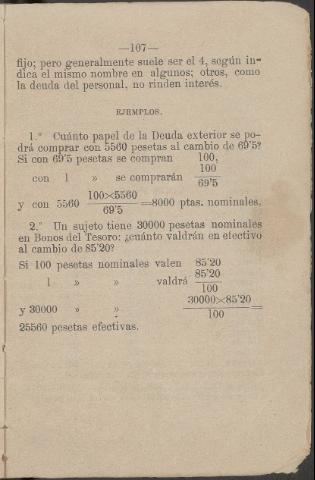 —107—
fijo; pero generalmente suele ser el 4, según in-
dica el mismo nombre en algunos; otros, como
la deuda del personal, no rinden interés.
EJEMPLOS.
1.° Cuánto papel de la Deuda exterior se po-
drá comprar con 5560 pesetas al cambio de 69'5?
Si con 69'5 pesetas se compran 100,
100
con 1 » se comprarán
69'5
100×5560
y con 5560 =8000 ptas. nominales.
69'5
2.° Un sujeto tiene 30000 pesetas nominales
en Bonos del Tesoro: ¿cuánto valdrán en efectivo
al cambio de 85'20?
Si 100 pesetas nominales valen 85'20
85'20
1 » » valdrá
100
30000×85'20
y 30000 » » =
100
25560 pesetas efectivas.